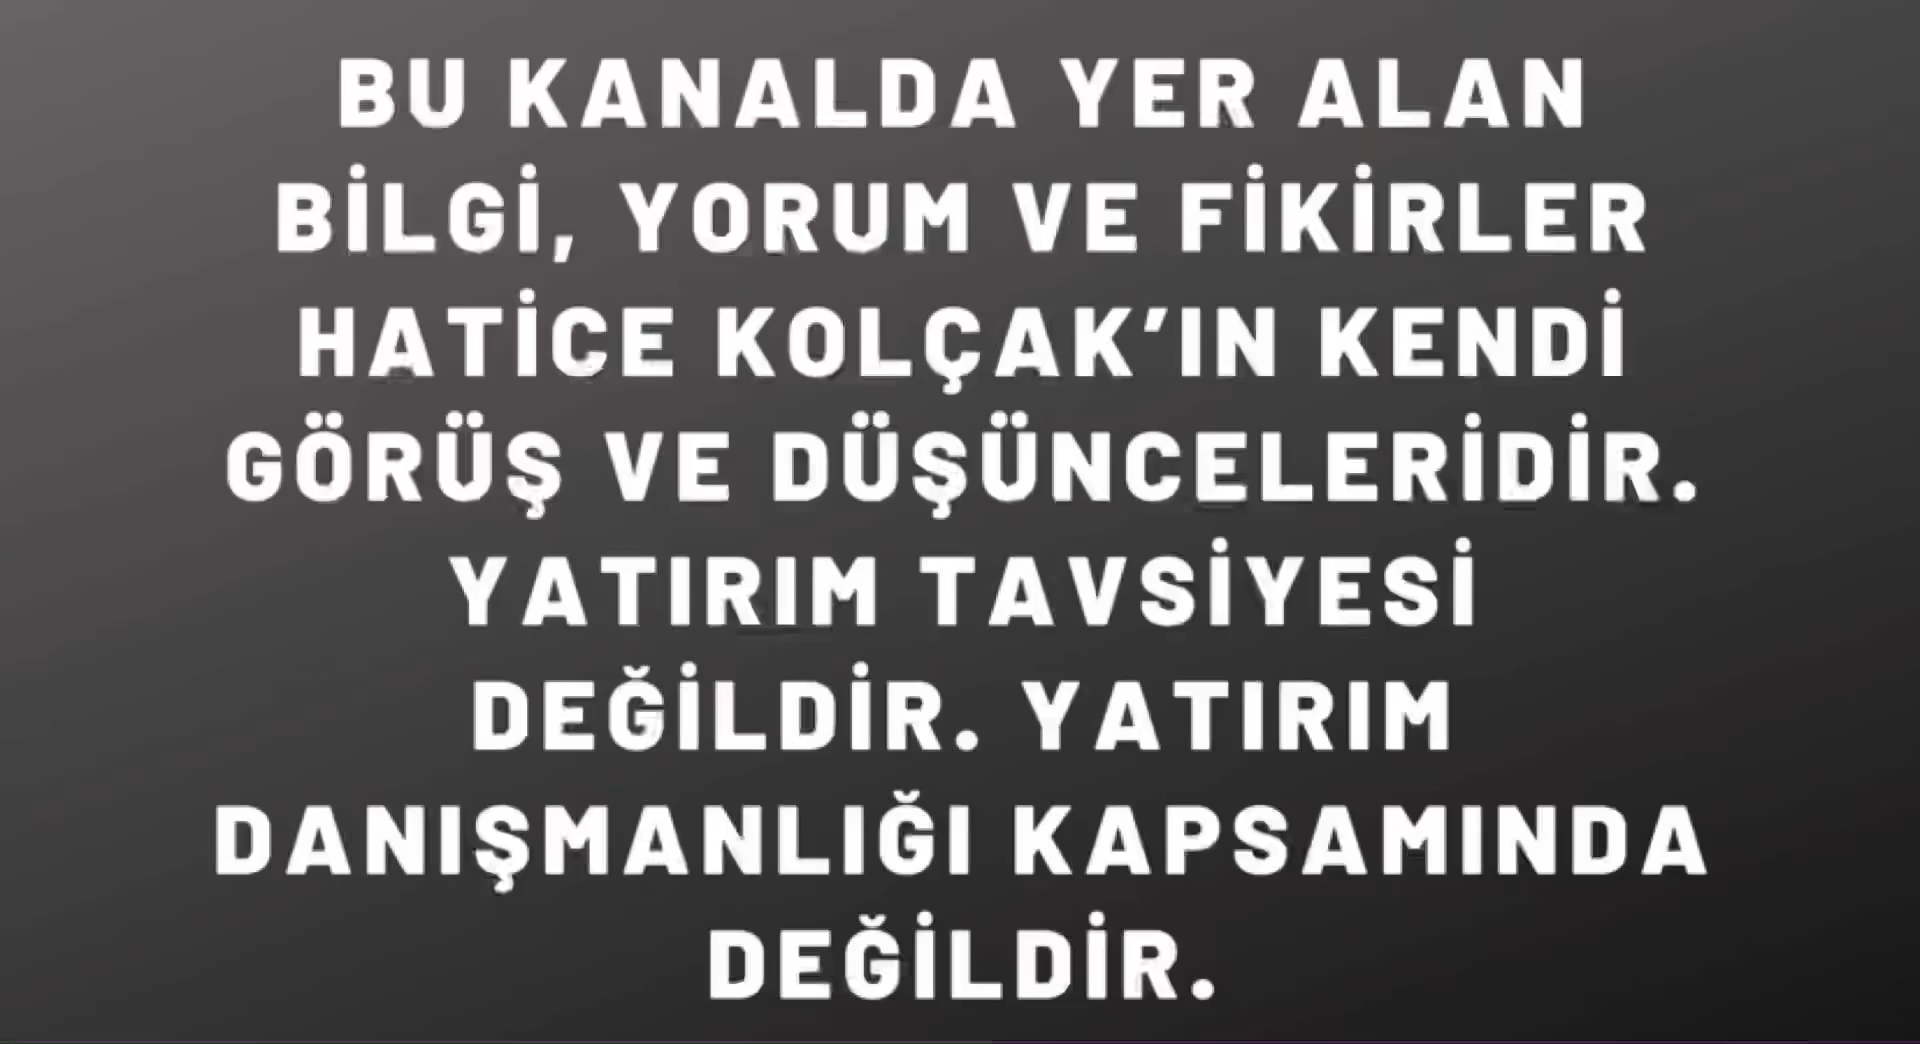 BU KANALDA YER ALAN
BİLGİ, YORUM VE FİKİRLER
HATİCE KOLÇAK’IN KENDİ
GÖRÜŞ VE DÜŞÜNCELERİDİR.
YATIRIM TAVSİYESİ
DEĞİLDİR. YATIRIM
DANIŞMANLIĞI KAPSAMINDA
DEĞİLDİR.